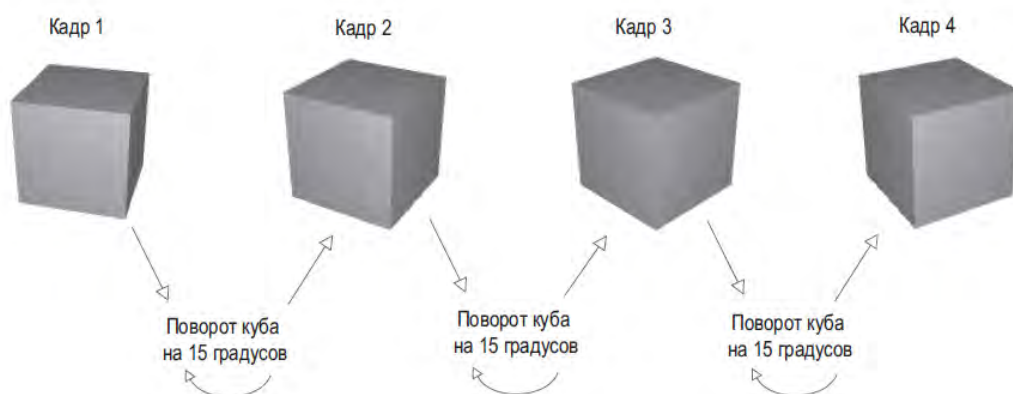 Кадр 1
Кадр 2
Кадр 3
Кадр 4
Поворот куба
на 15 градусов
Поворот куба
на 15 градусов
Поворот куба
на 15 градусов